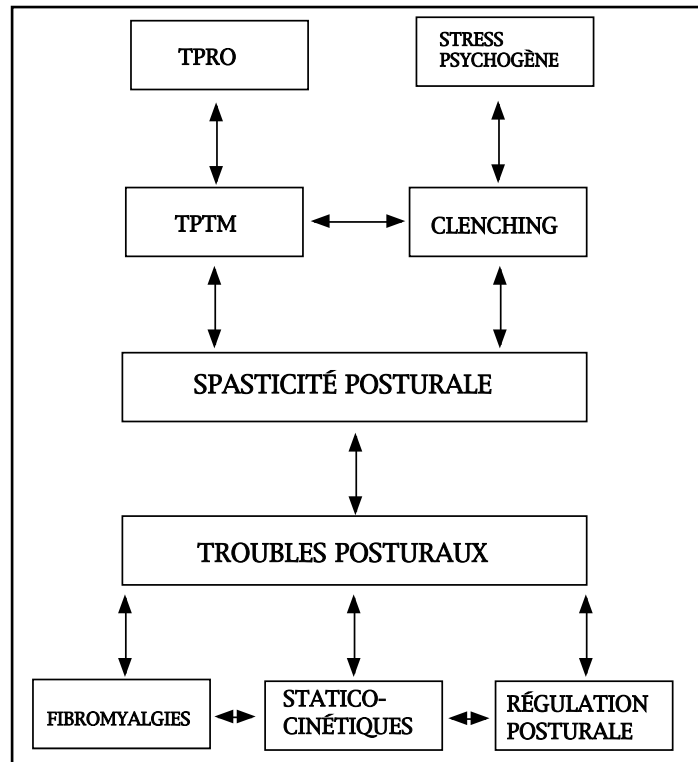 TPRO
STRESS
PSYCHOGÈNE
TPTM
CLENCHING
SPASTICITÉ POSTURALE
TROUBLES POSTURAUX
FIBROMYALGIES
STATICO-
CINÉTIQUES
RÉGULATION
POSTURALE